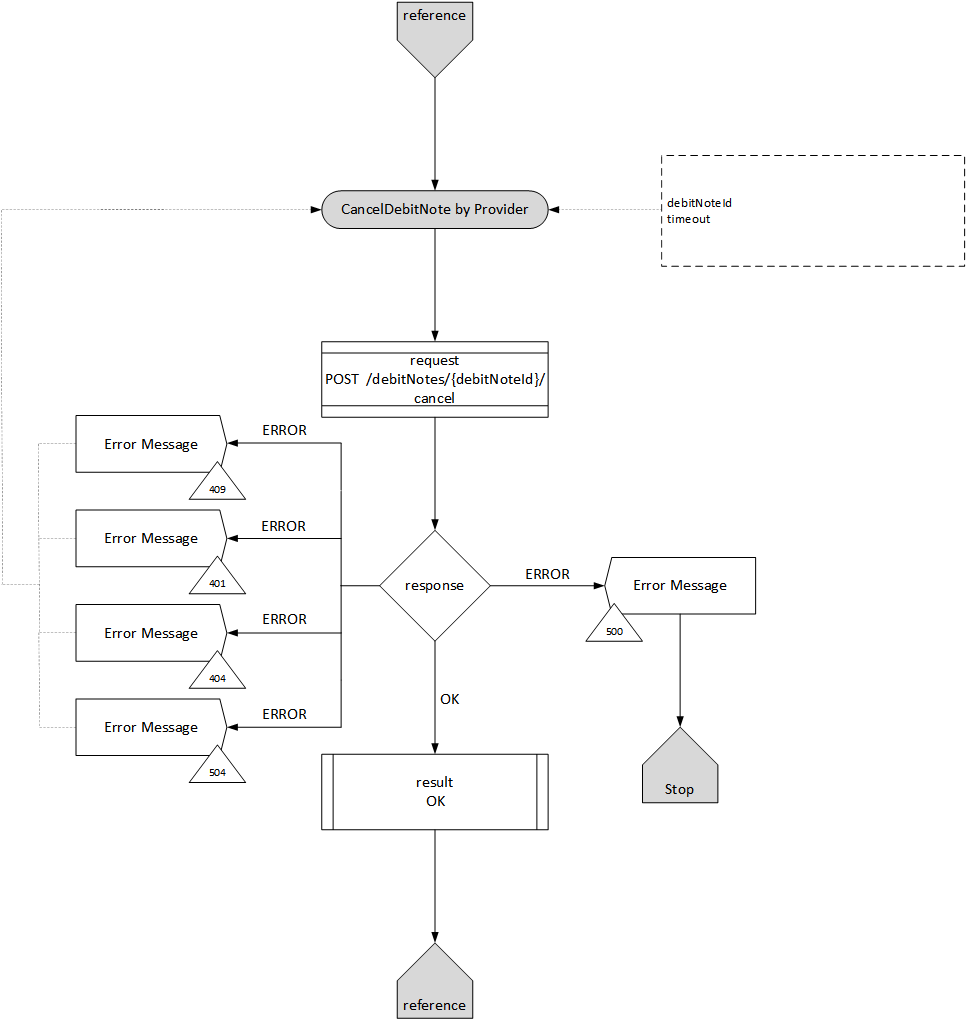 reference
CancelDebitNote by Provider
debitNoteId
timeout
request
POST /debitNotes/{debitNoteId}/
cancel
ERROR
Error Message
409
ERROR
Error Message
401
ERROR
Error Message
404
ERROR
Error Message
504
response
ERROR
Error Message
500
OK
result
OK
Stop
reference